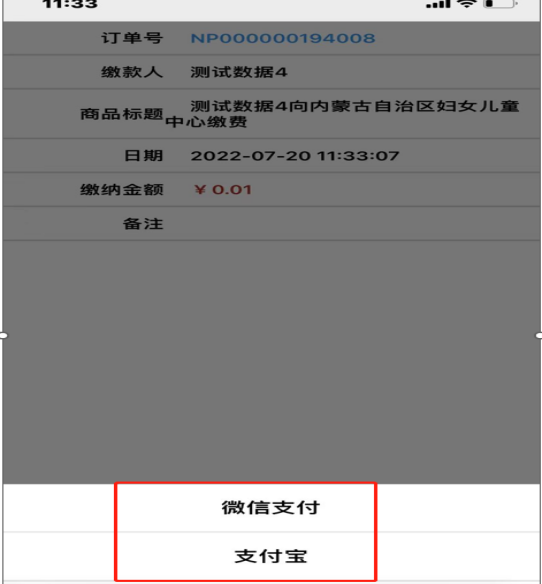 11:33
订单号 NP000000194008
缴款人 测试数据4
商品标题 测试数据4向内蒙古自治区妇女儿童
中心缴费
日期 2022-07-20 11:33:07
缴纳金额 ¥ 0.01
备注
微信支付
支付宝